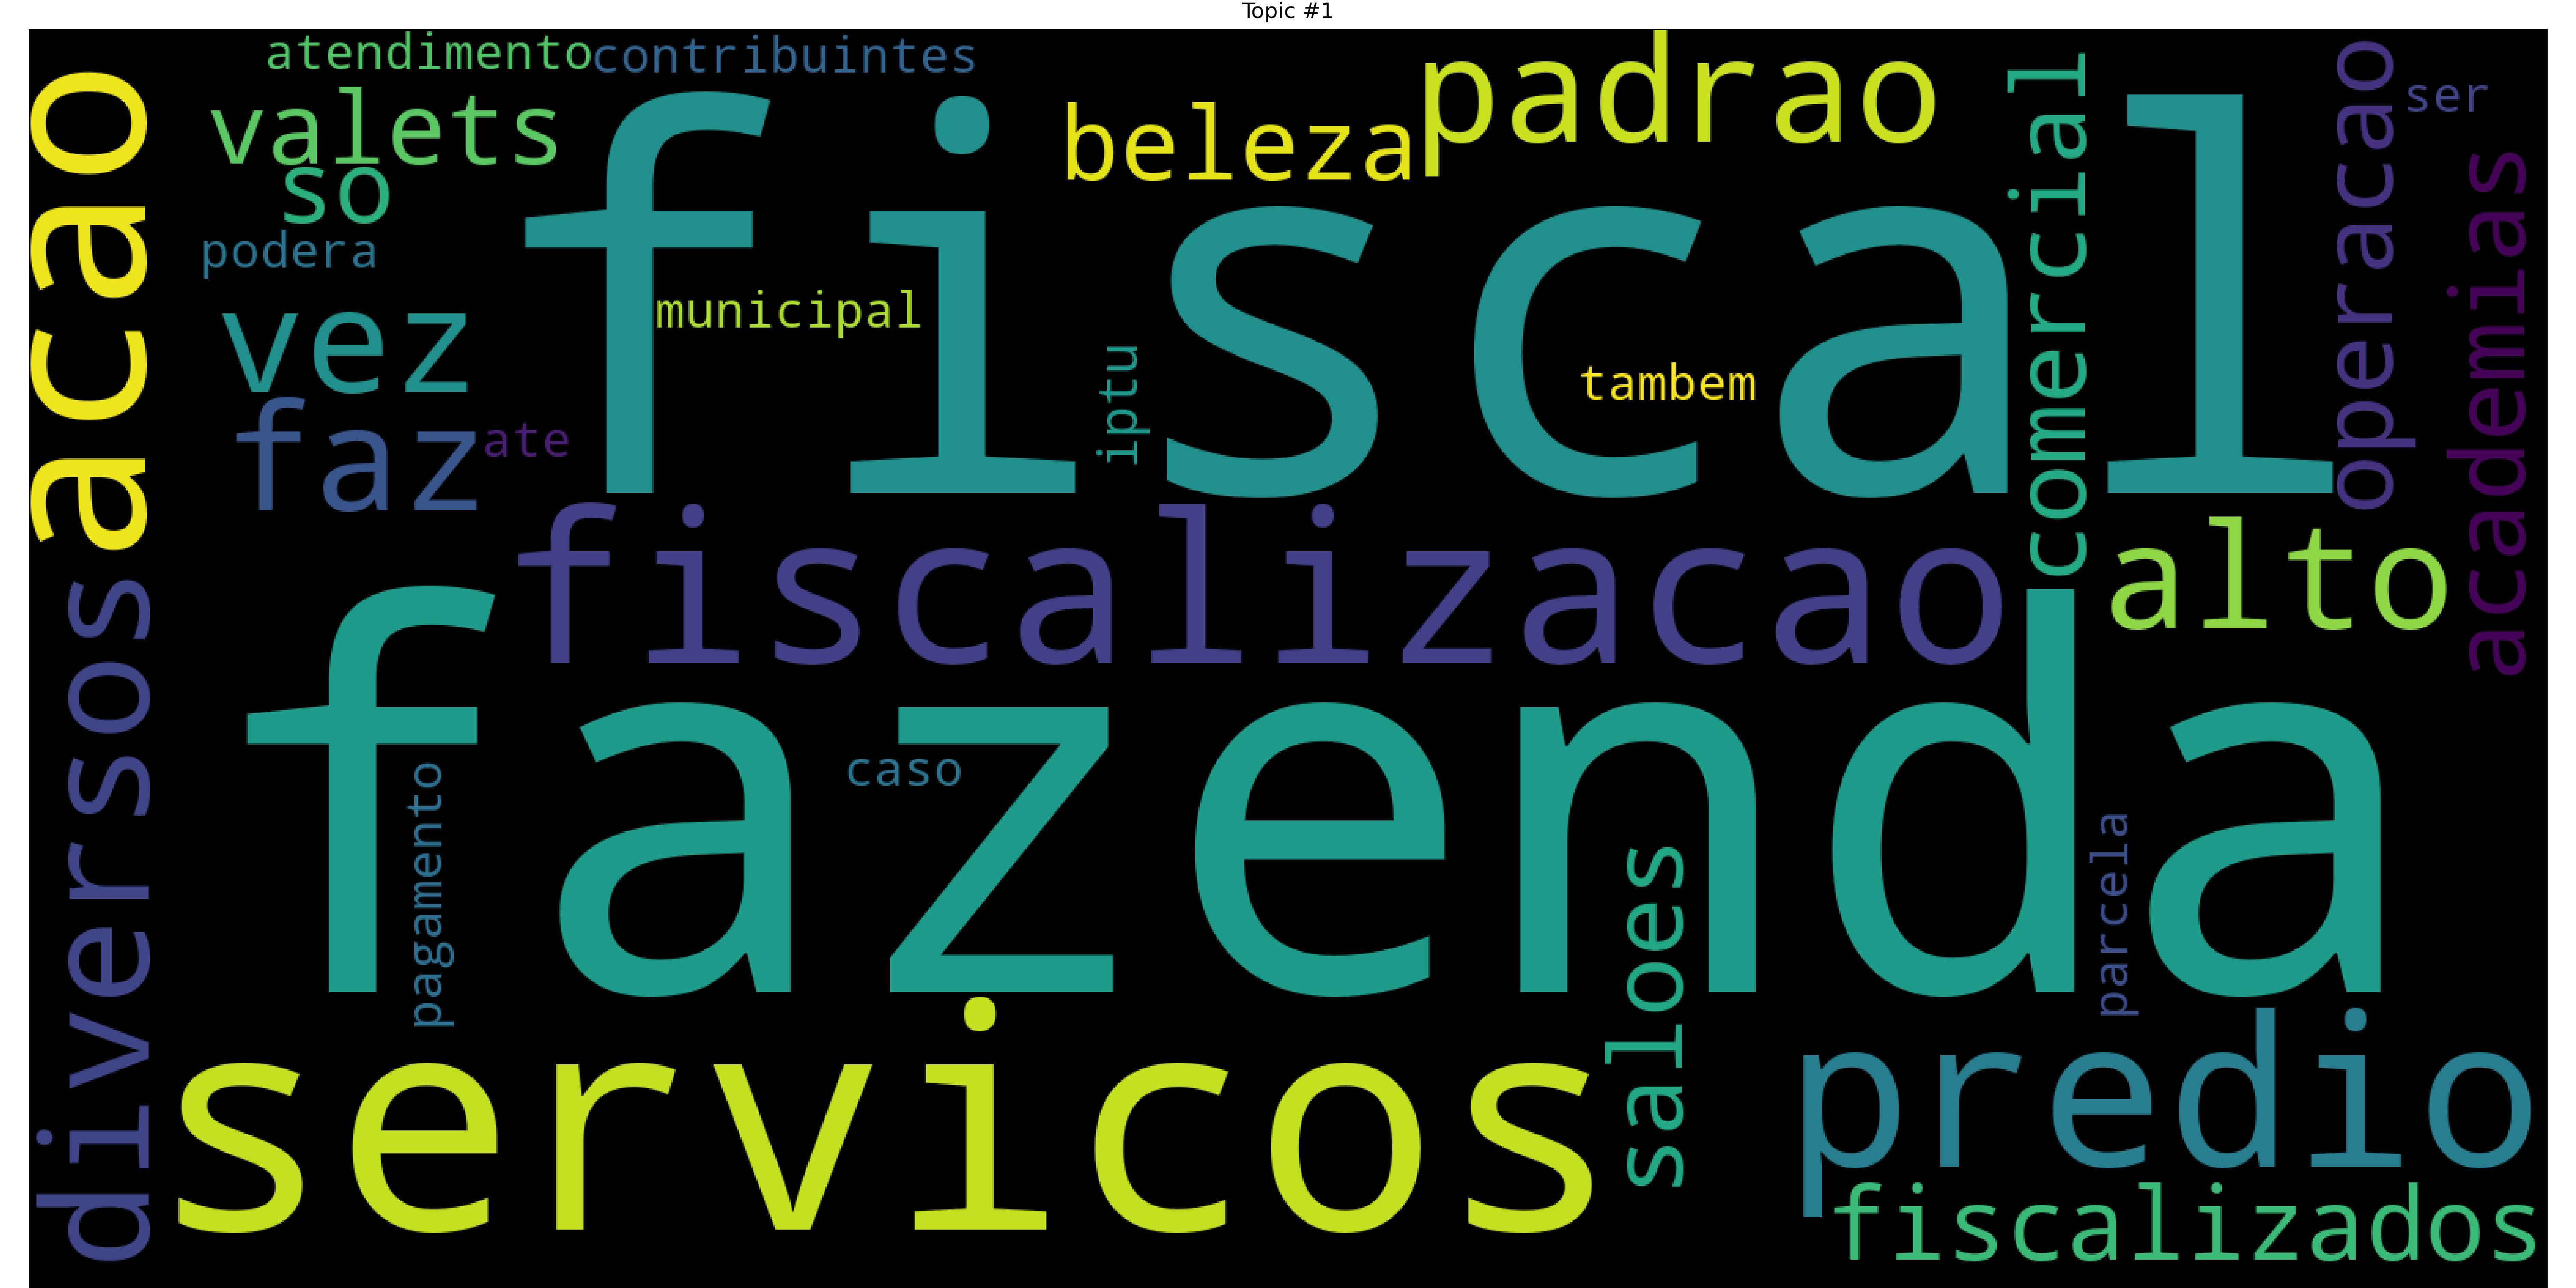 Topic #1
atendimento
contribuintes
valets
so
podera
vez
faz
ate
acao
diversos
fiscal
municipal
iptu
tambem
beleza
padrao
comercial
operacao
ser
academias
fiscalizacao
alto
fazenda
pagamento
caso
saloes
parcela
servicos
predio
fiscalizados